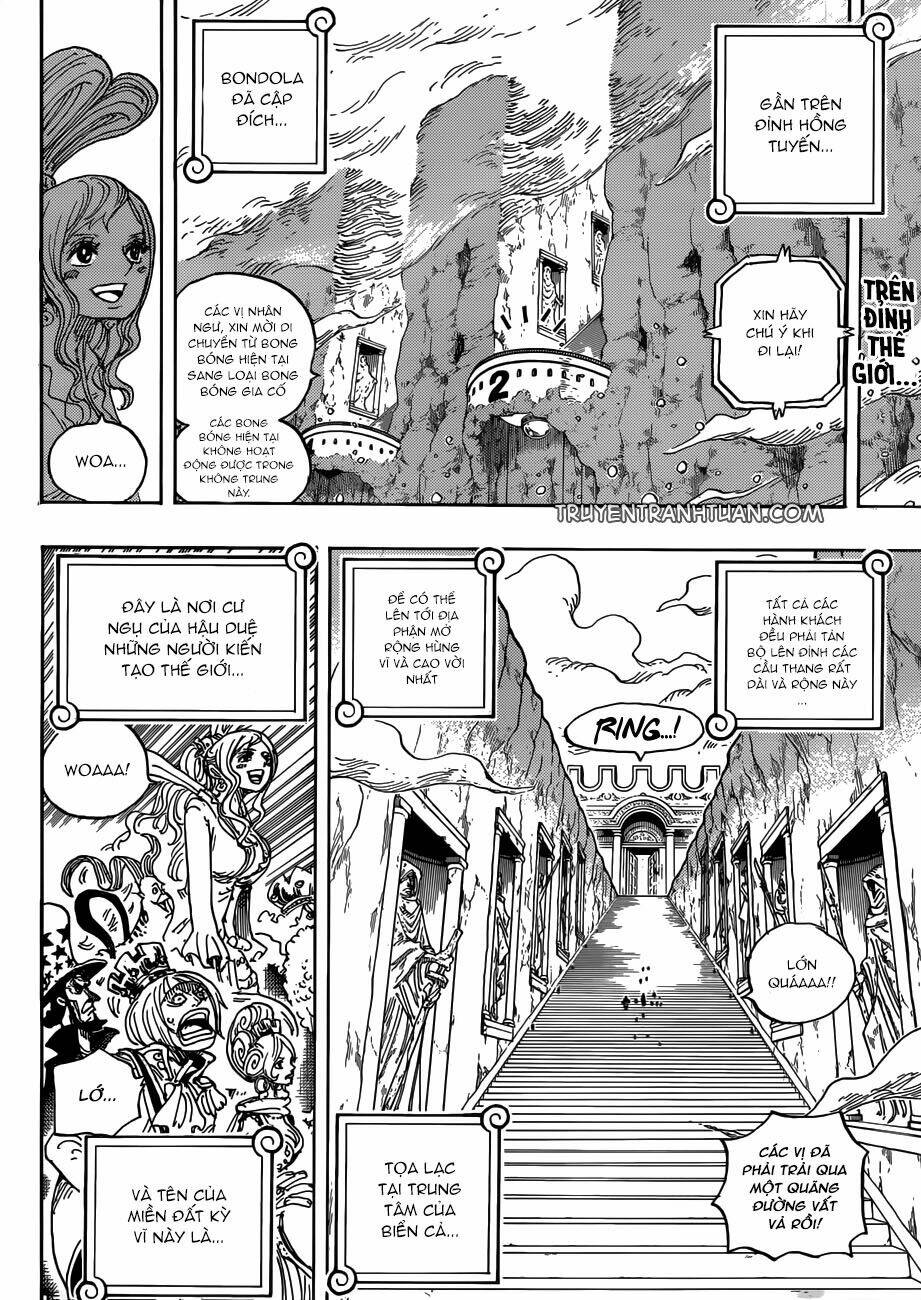 GẦN TRÊN
ĐỈNH HỒNG
TUYẾN...
TRÊN
ĐỈNH
THẾ
GIỚI...
XIN HÃY
CHÚ Ý KHI
ĐI LẠI!
BONDOLA
ĐÃ CẬP
ĐÍCH...
CÁC VỊ NHÂN
NGƯ, XIN MỜI DI
CHUYỂN TỪ BONG
BÓNG HIỆN TẠI
SANG LOẠI BONG
BÓNG GIA CỐ
CÁC BONG
BÓNG HIỆN TẠI
KHÔNG HOẠT
ĐỘNG ĐƯỢC TRONG
KHÔNG TRUNG
NÀY.
2
WOA...
TRUYENTRANHTUAN.COM
TẤT CẢ CÁC
HÀNH KHÁCH
ĐỀU PHẢI TẢN
BỘ LÊN ĐỈNH CÁC
CẦU THANG RẤT
DÀI VÀ RỘNG NÀY
...
ĐỂ CÓ THỂ
LÊN TỚI ĐỊA
PHẬN MỞ
RỘNG HÙNG
VĨ VÀ CAO VỜI
NHẤT
RING...!
LỚN
QUÁAAA!!
CÁC VỊ ĐÃ
PHẢI TRẢI QUA
MỘT QUÃNG
ĐƯỜNG VẤT
VẢ RỒI!
TỌA LẠC
TẠI TRUNG
TÂM CỦA
BIỂN CẢ...
ĐÂY LÀ NƠI CƯ
NGỤ CỦA HẬU DUỆ
NHỮNG NGƯỜI KIẾN
TẠO THẾ GIỚI...
WOAAA!
LỚ...
VÀ TÊN CỦA
MIỀN ĐẤT KỲ
VĨ NÀY LÀ...